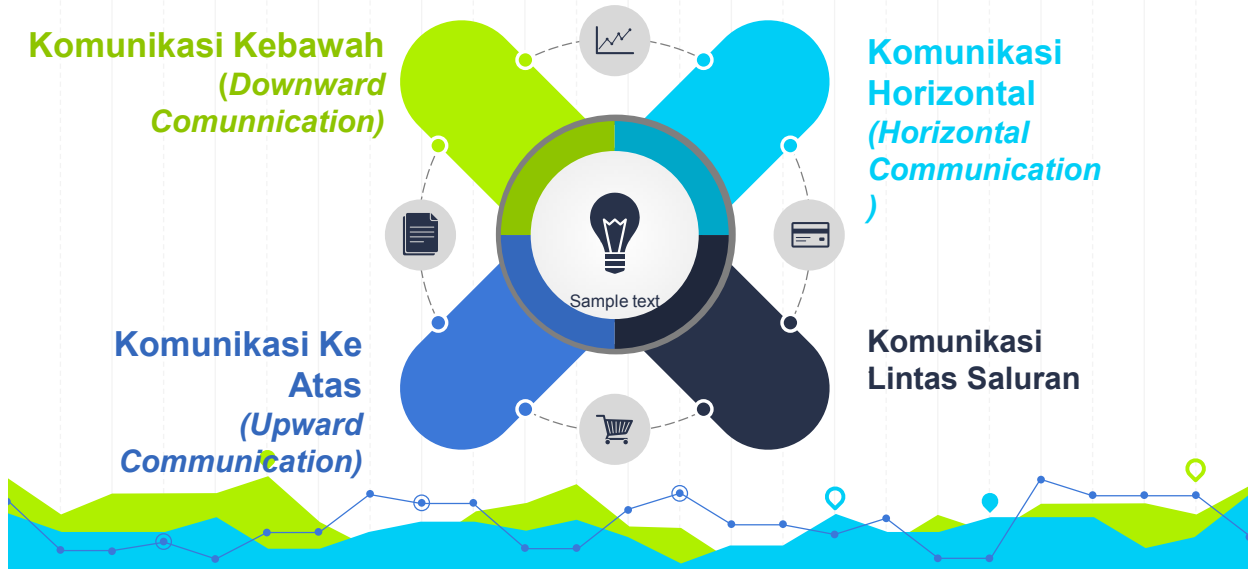 Komunikasi Kebawah
(Downward
Comunnication)
Komunikasi
Horizontal
(Horizontal
Communication
)
Sample text
Komunikasi Ke
Atas
(Upward
Communication)
Komunikasi
Lintas Saluran